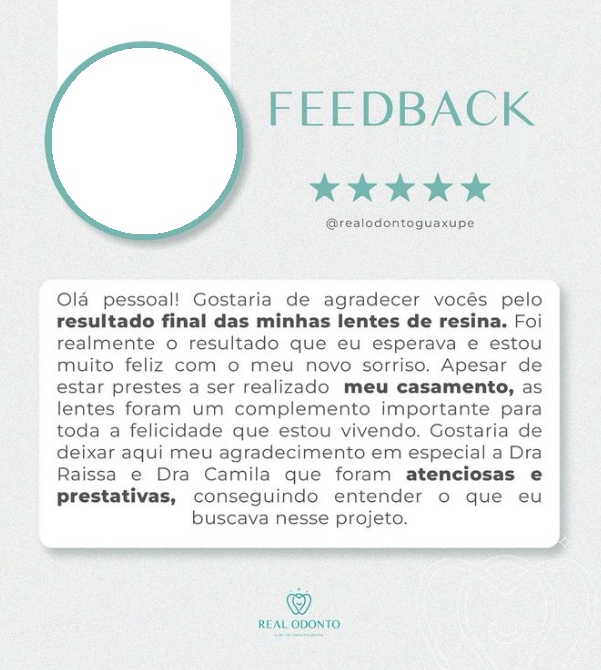 FEEDBACK
@realodontoguaxupe
Olá pessoal! Gostaria de agradecer vocês pelo
resultado final das minhas lentes de resina. Foi
realmente o resultado que eu esperava e estou
muito feliz com o meu novo sorriso. Apesar de
estar prestes a ser realizado meu casamento, as
lentes foram um complemento importante para
toda a felicidade que estou vivendo. Gostaria de
deixar aqui meu agradecimento em especial a Dra
Raissa e Dra Camila que foram atenciosas e
prestativas, conseguindo entender o que eu
buscava nesse projeto.
REAL ODONTO